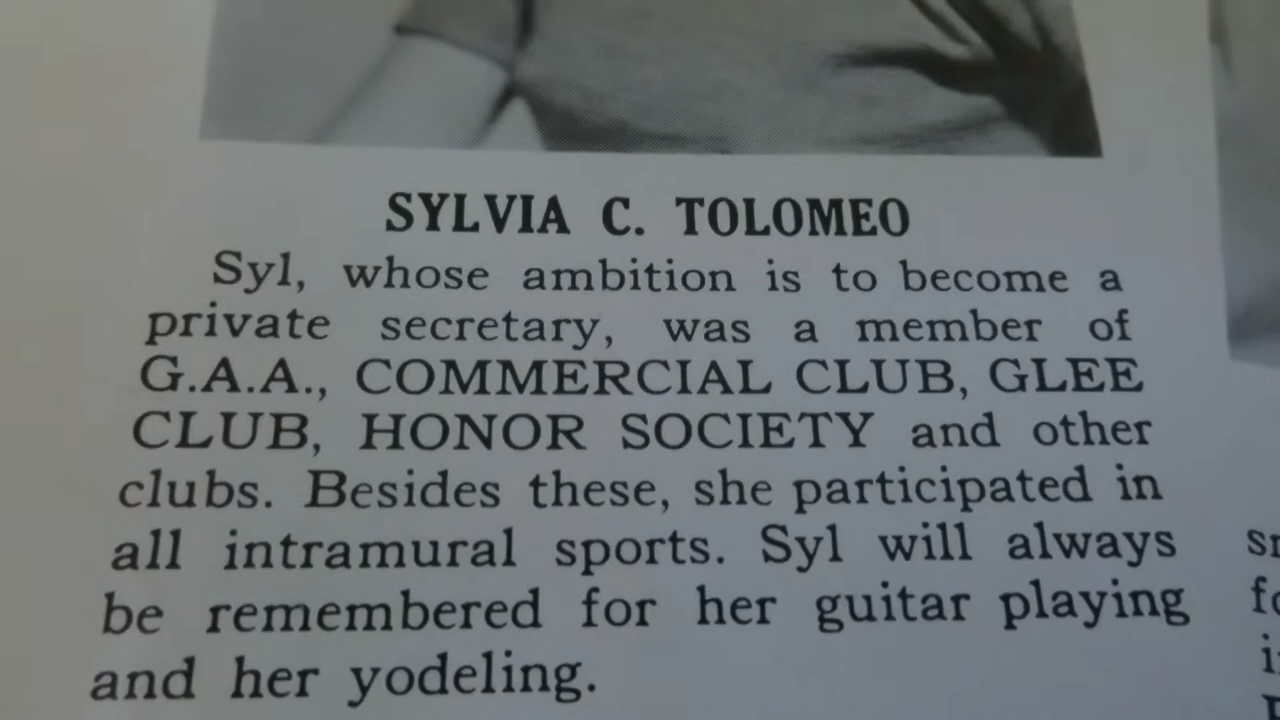 SYLVIA C. TOLOMEO
Syl, whose ambition is to become a
private secretary, was a member of
G.A.A., COMMERCIAL CLUB, GLEE
CLUB, HONOR SOCIETY and other
clubs. Besides these, she participated in
all intramural sports. Syl will always
be remembered for her guitar playing
and her yodeling.